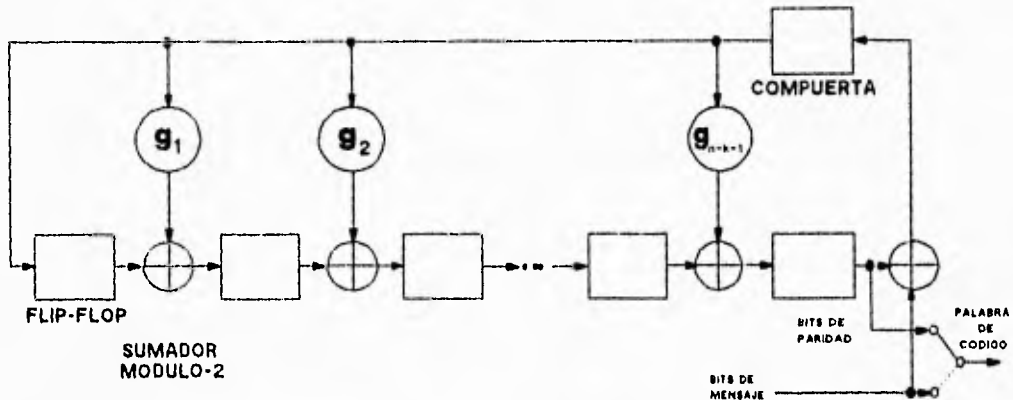 COMPUERTA
g₁
g₂
gₙ₋ₖ₋₁
FLIP-FLOP
SUMADOR
MODULO-2
BITS DE
PARIDAD
PALABRA
DE
CODIGO
BITS DE
MENSAJE